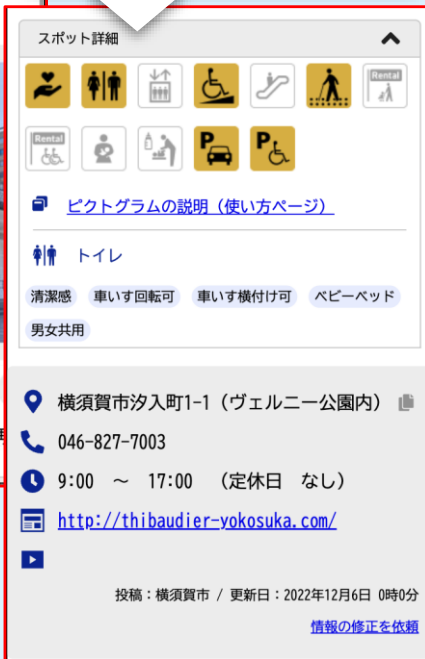 スポット詳細
Rental
Rental
P
P
ピクトグラムの説明（使い方ページ）
トイレ
清潔感 車いす回転可 車いす横付け可 ベビーベッド
男女共用
横須賀市汐入町1-1（ヴェルニー公園内）
046-827-7003
9:00 ～ 17:00 （定休日 なし）
http://thibaudier-yokosuka.com/
投稿：横須賀市 / 更新日：2022年12月6日 0時0分
情報の修正を依頼